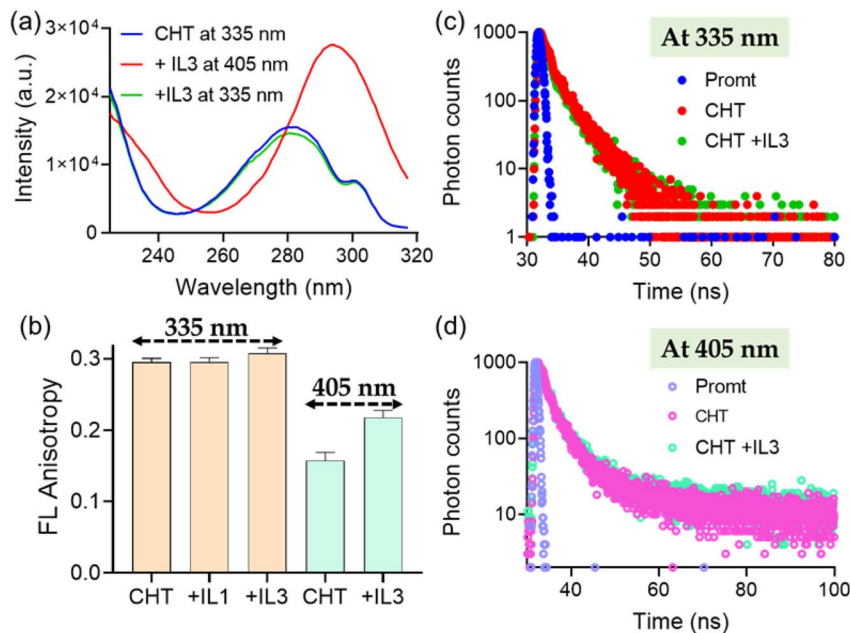 (a)
CHT at 335 nm
+ IL3 at 405 nm
+IL3 at 335 nm
Intensity (a.u.)
3×10⁴
2×10⁴
1×10⁴
0
240 260 280 300 320
Wavelength (nm)
(b)
335 nm
405 nm
FL Anisotropy
0.3
0.2
0.1
0.0
CHT +IL1 +IL3 CHT +IL3
(c)
At 335 nm
Promt
CHT
CHT +IL3
Photon counts
1000
100
10
1
30 40 50 60 70 80
Time (ns)
(d)
At 405 nm
Promt
CHT
CHT +IL3
Photon counts
1000
100
10
40 60 80 100
Time (ns)